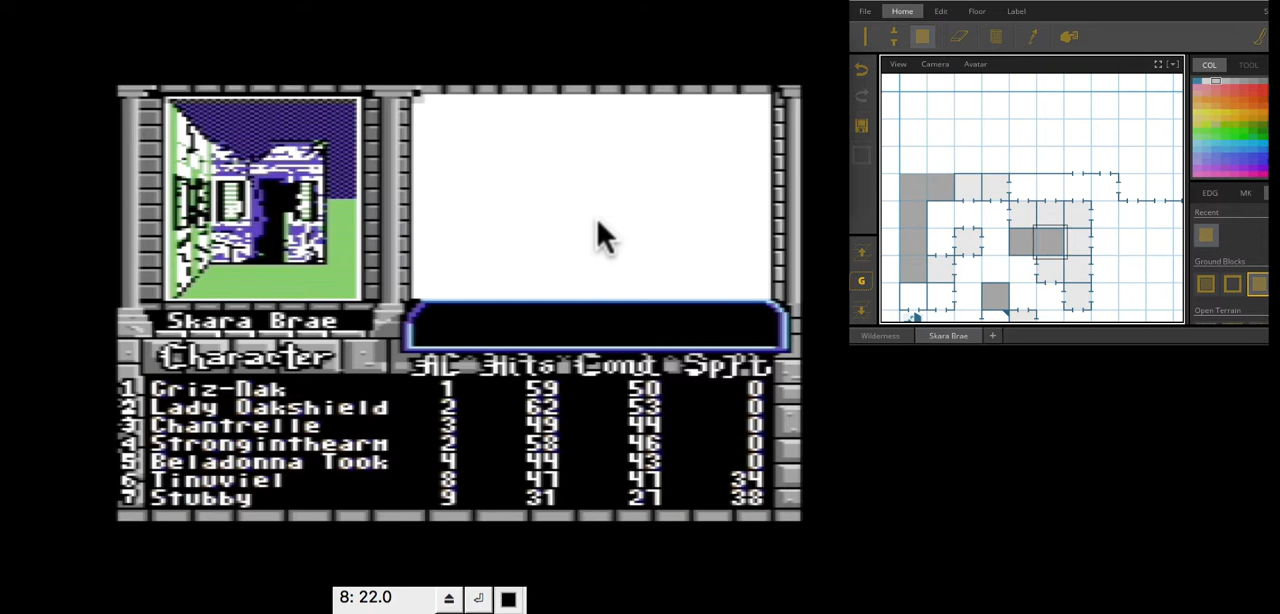 File Home Edit Floor Label S
View Camera Avatar
COL TOOL
EDG MK
Recent
Ground Blocks
G
Open Terrain
Wilderness Skara Brae +
Skara Brae
Character AC Hits Cond SpPt
1 Criz-Nak 1 59 50 0
2 Lady Oakshield 2 62 53 0
3 Chantrelle 3 49 44 0
4 Stronginthearm 2 58 46 0
5 Beladonna Took 4 44 43 0
6 Tinuviel 8 47 47 34
7 Stubby 9 31 27 38
8: 22.0